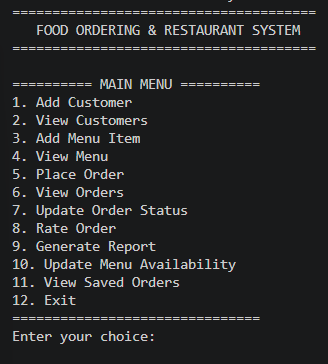 ======================================
FOOD ORDERING & RESTAURANT SYSTEM
======================================
========== MAIN MENU ==========
1. Add Customer
2. View Customers
3. Add Menu Item
4. View Menu
5. Place Order
6. View Orders
7. Update Order Status
8. Rate Order
9. Generate Report
10. Update Menu Availability
11. View Saved Orders
12. Exit
===============================
Enter your choice: